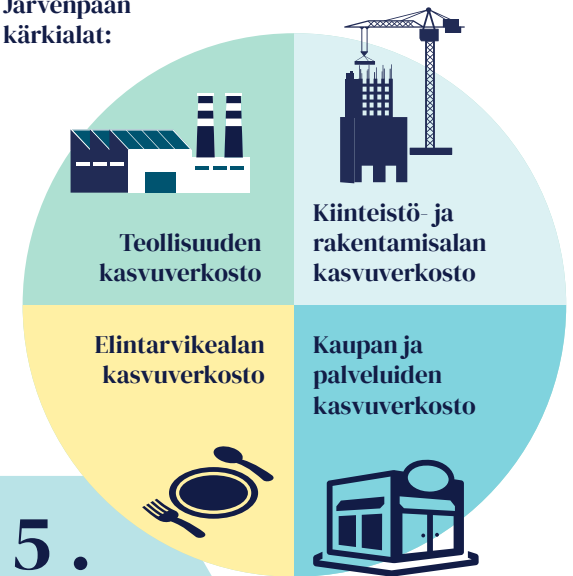 Järvenpään
kärkialat:
Teollisuuden
kasvuverkosto
Kiinteistö- ja
rakentamisalan
kasvuverkosto
Elintarvikealan
kasvuverkosto
Kaupan ja
palveluiden
kasvuverkosto
5.